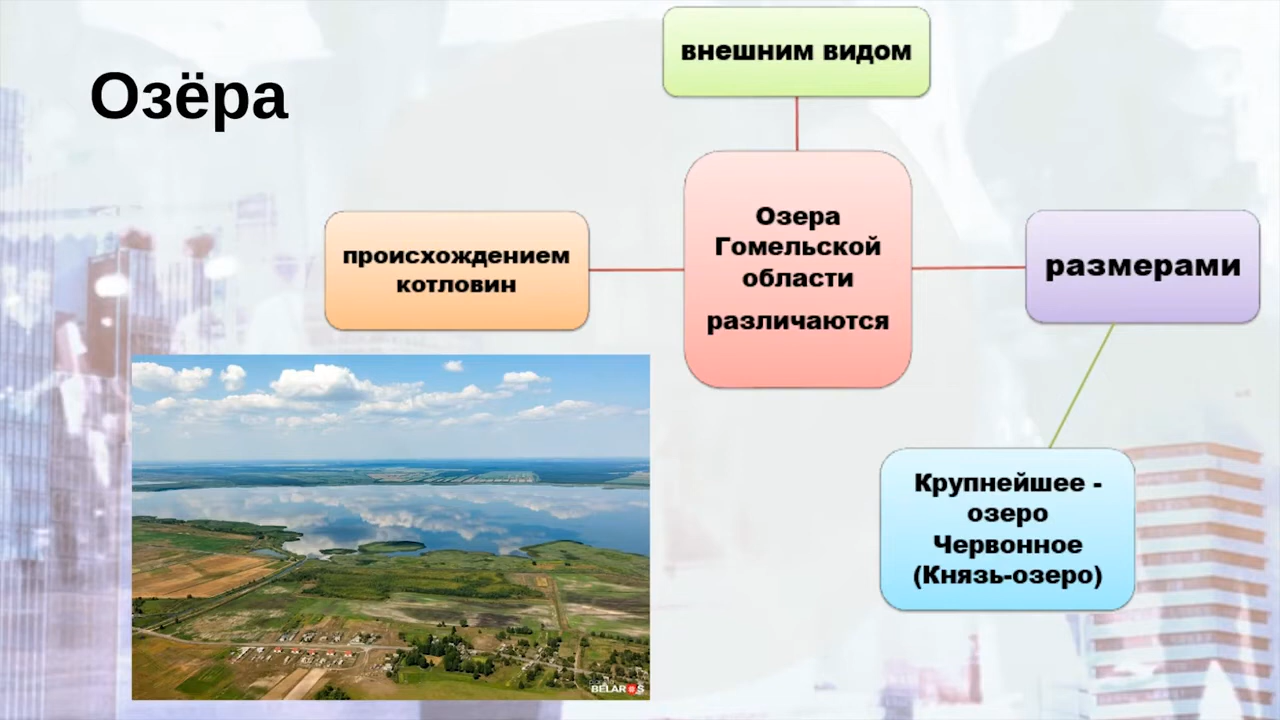 Озёра
внешним видом
происхождением
котловин
Озера
Гомельской
области
различаются
размерами
Крупнейшее -
озеро
Червонное
(Князь-озеро)
BELARUS